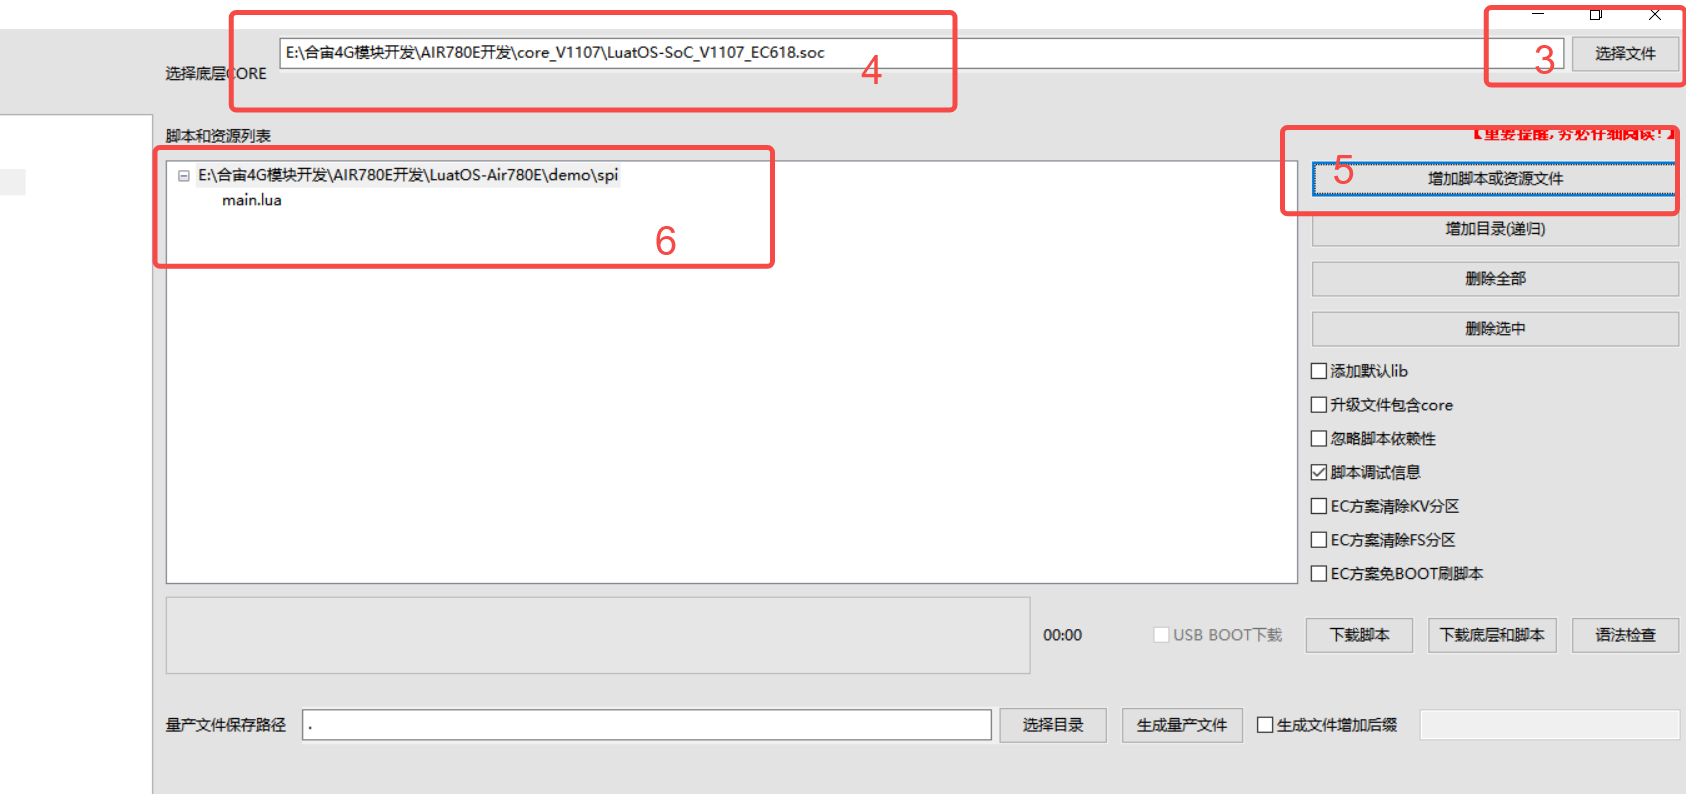 E:\合宙4G模块开发\AIR780E开发\core_V1107\LuatOS-SoC_V1107_EC618.soc
4
3
选择文件
选择底层CORE
脚本和资源列表
【重要提醒,务必仔细阅读!】
E:\合宙4G模块开发\AIR780E开发\LuatOS-Air780E\demo\spi
main.lua
6
5
增加脚本或资源文件
增加目录(递归)
删除全部
删除选中
添加默认lib
升级文件包含core
忽略脚本依赖性
脚本调试信息
EC方案清除KV分区
EC方案清除FS分区
EC方案免BOOT刷脚本
00:00
USB BOOT下载
下载脚本
下载底层和脚本
语法检查
量产文件保存路径
.
选择目录
生成量产文件
生成文件增加后缀